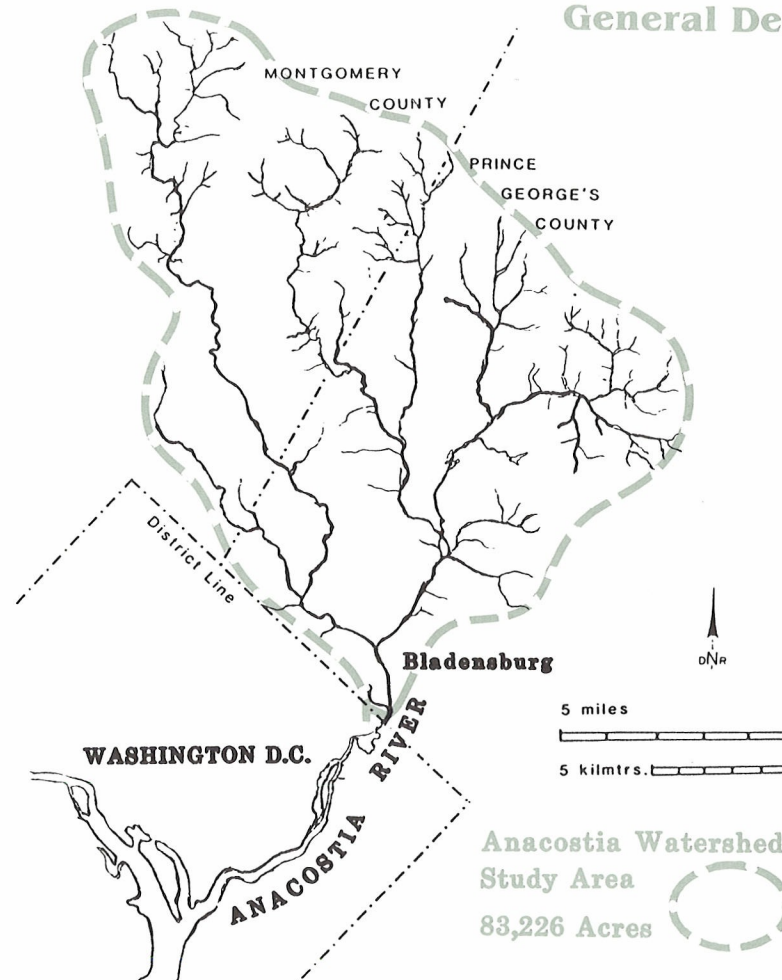 General De
MONTGOMERY
COUNTY
PRINCE
GEORGE'S
COUNTY
District Line
Bladensburg
DNR
5 miles
5 kilmtrs.
WASHINGTON D.C.
ANACOSTIA RIVER
Anacostia Watershed
Study Area
83,226 Acres